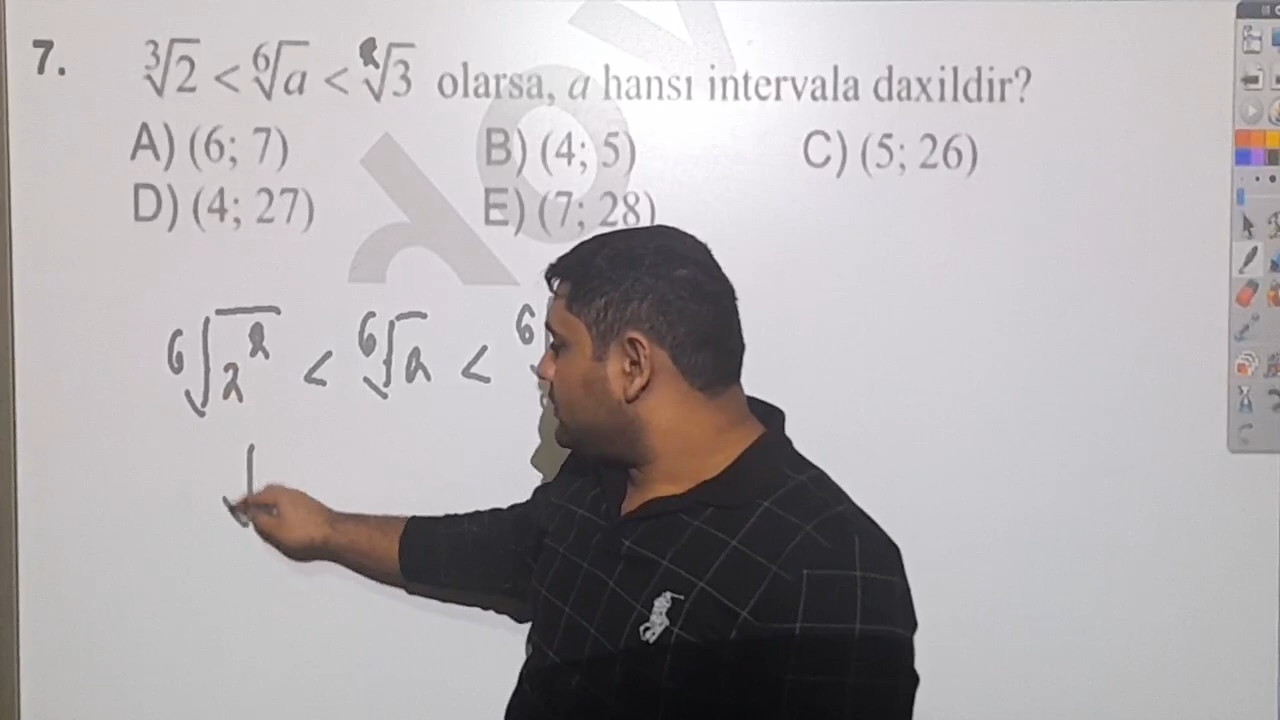 7. ∛2 < ⁶√a < ²√3 olarsa, a hansı intervala daxildir?
A) (6; 7) B) (4; 5) C) (5; 26)
D) (4; 27) E) (7; 28)
⁶√2² < ⁶√a < ⁶